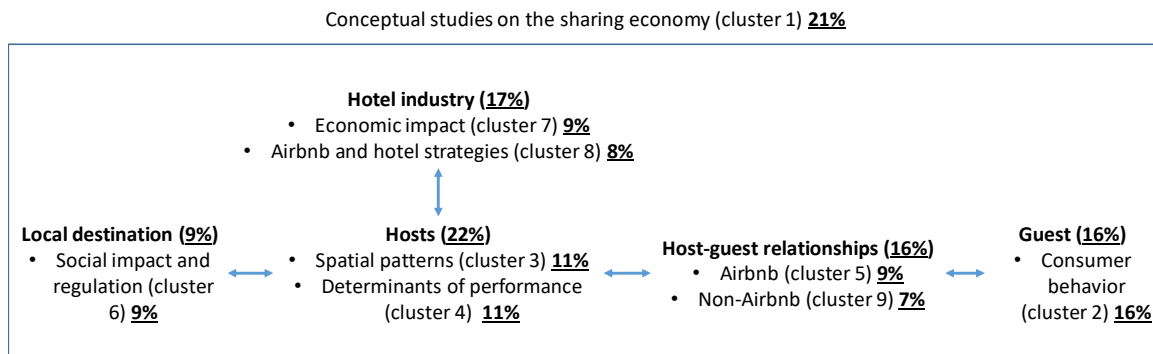 Conceptual studies on the sharing economy (cluster 1) 21%
Hotel industry (17%)
• Economic impact (cluster 7) 9%
• Airbnb and hotel strategies (cluster 8) 8%
Local destination (9%)
• Social impact and
regulation (cluster
6) 9%
Hosts (22%)
• Spatial patterns (cluster 3) 11%
• Determinants of performance
(cluster 4) 11%
Host-guest relationships (16%)
• Airbnb (cluster 5) 9%
• Non-Airbnb (cluster 9) 7%
Guest (16%)
• Consumer
behavior
(cluster 2) 16%